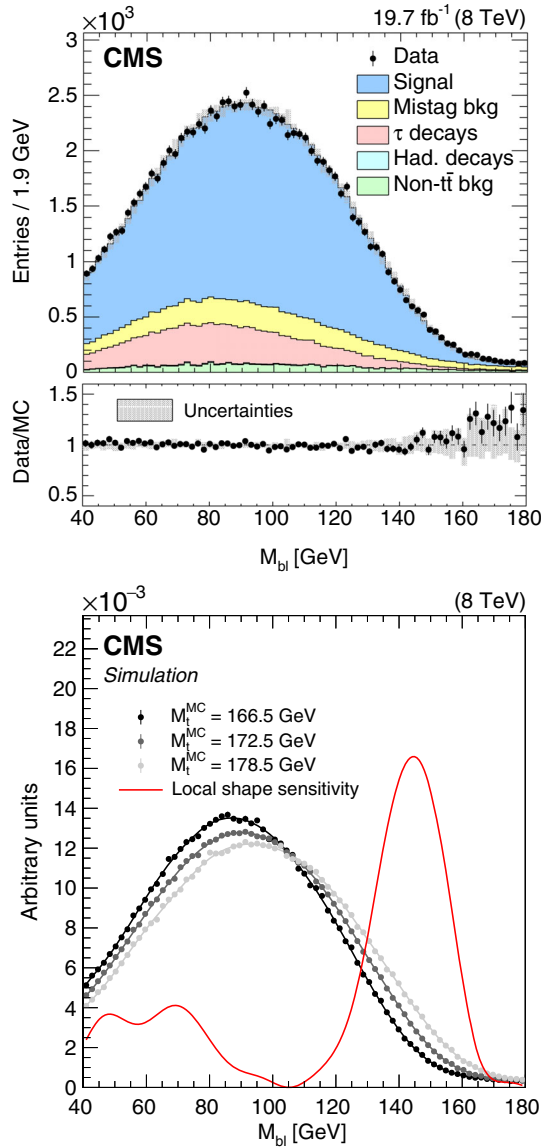 ×10³
19.7 fb⁻¹ (8 TeV)
CMS
Data
Signal
Mistag bkg
τ decays
Had. decays
Non-tt̄ bkg
Entries / 1.9 GeV
3
2.5
2
1.5
1
0.5
0
Uncertainties
Data/MC
1.5
1
0.5
40 60 80 100 120 140 160 180
M_bl [GeV]
×10⁻³
(8 TeV)
CMS
Simulation
M_t^MC = 166.5 GeV
M_t^MC = 172.5 GeV
M_t^MC = 178.5 GeV
Local shape sensitivity
Arbitrary units
22
20
18
16
14
12
10
8
6
4
2
0
40 60 80 100 120 140 160 180
M_bl [GeV]